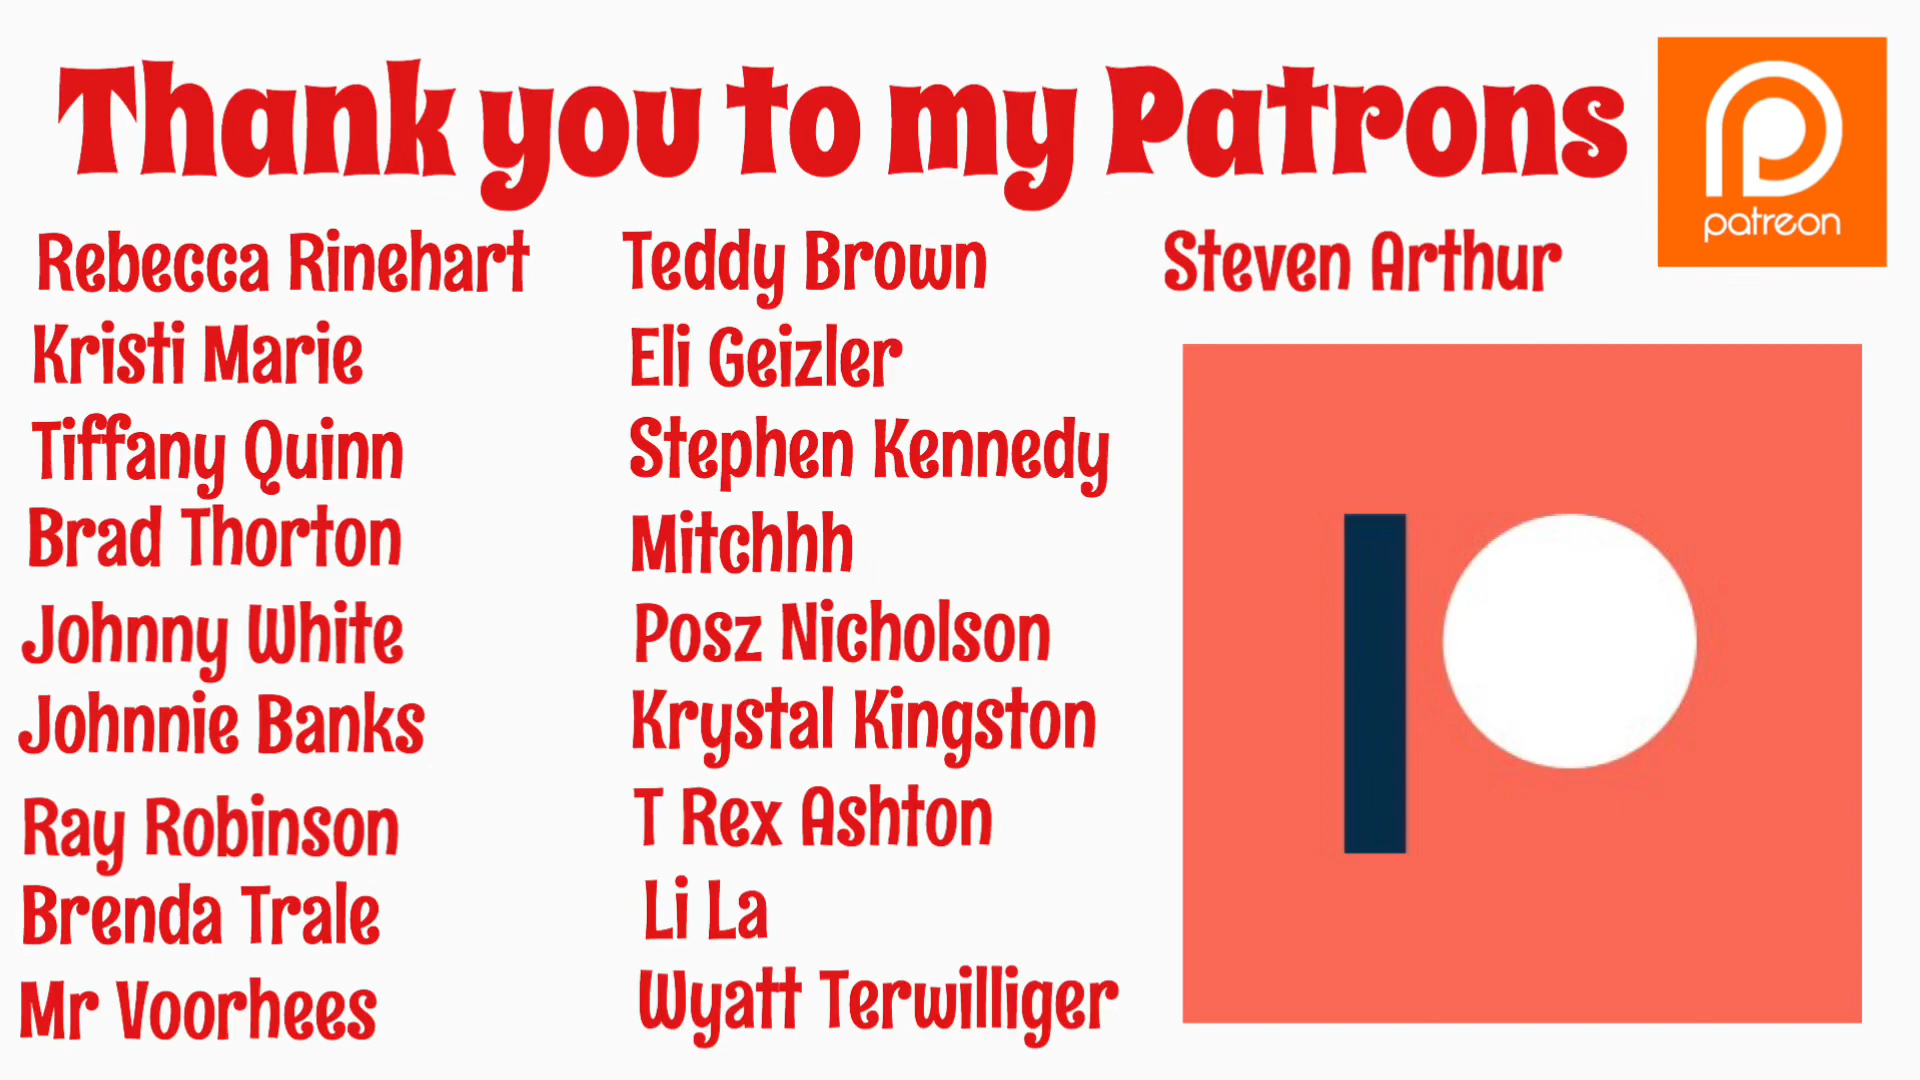 Thank you to my Patrons
patreon
Rebecca Rinehart
Kristi Marie
Tiffany Quinn
Brad Thorton
Johnny White
Johnnie Banks
Ray Robinson
Brenda Trale
Mr Voorhees
Teddy Brown
Eli Geizler
Stephen Kennedy
Mitchhh
Posz Nicholson
Krystal Kingston
T Rex Ashton
Li La
Wyatt Terwilliger
Steven Arthur